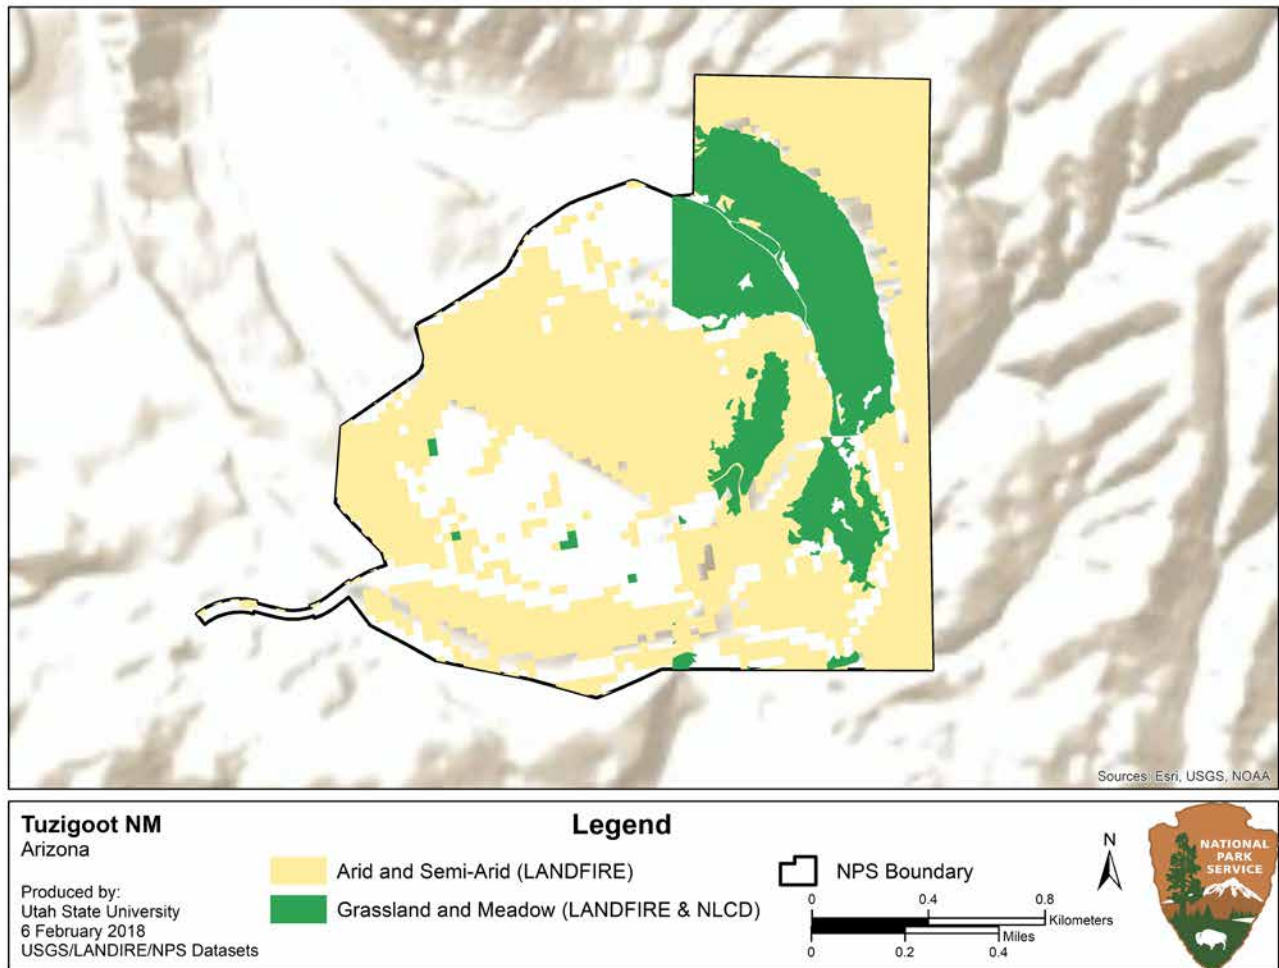 Sources: Esri, USGS, NOAA
Tuzigoot NM
Arizona
Produced by:
Utah State University
6 February 2018
USGS/LANDIRE/NPS Datasets
Legend
Arid and Semi-Arid (LANDFIRE)
Grassland and Meadow (LANDFIRE & NLCD)
NPS Boundary
0 0.4 0.8
Kilometers
Miles
0 0.2 0.4
N
NATIONAL
PARK
SERVICE